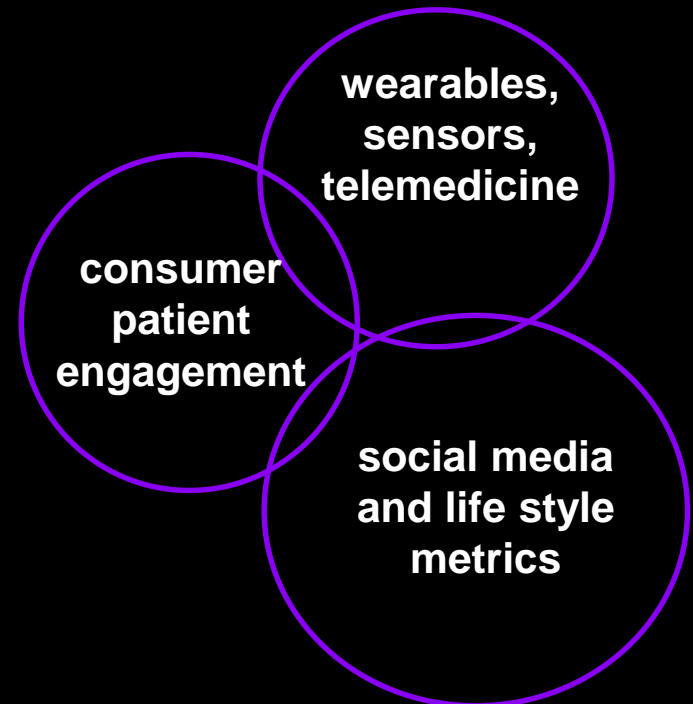 wearables,
sensors,
telemedicine
consumer
patient
engagement
social media
and life style
metrics